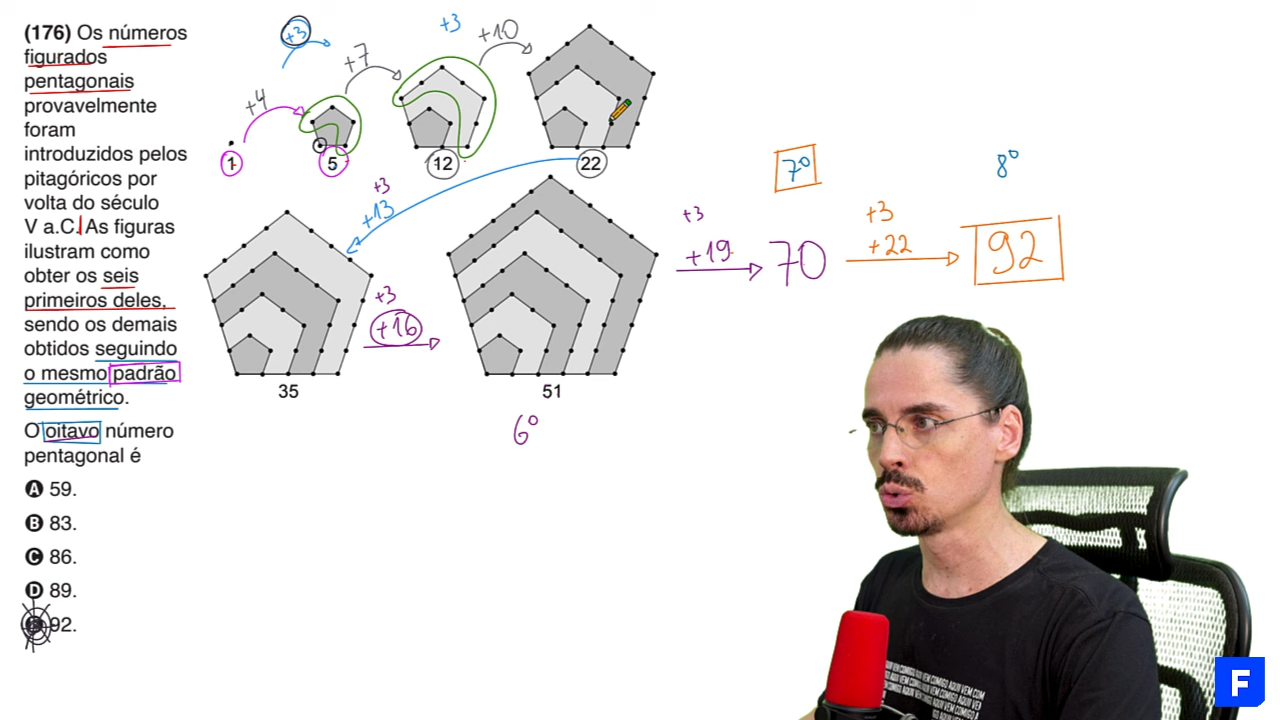 (176) Os números
figurados
pentagonais
provavelmente
foram
introduzidos pelos
pitagóricos por
volta do século
V a.C. As figuras
ilustram como
obter os seis
primeiros deles,
sendo os demais
obtidos seguindo
o mesmo padrão
geométrico.
O oitavo número
pentagonal é
A 59.
B 83.
C 86.
D 89.
92.
+3
+3
+4
+7
+10
1
5
12
22
+3
+13
35
+3
+16
51
6º
+3
+19
7º
70
+3
+22
8º
92
F